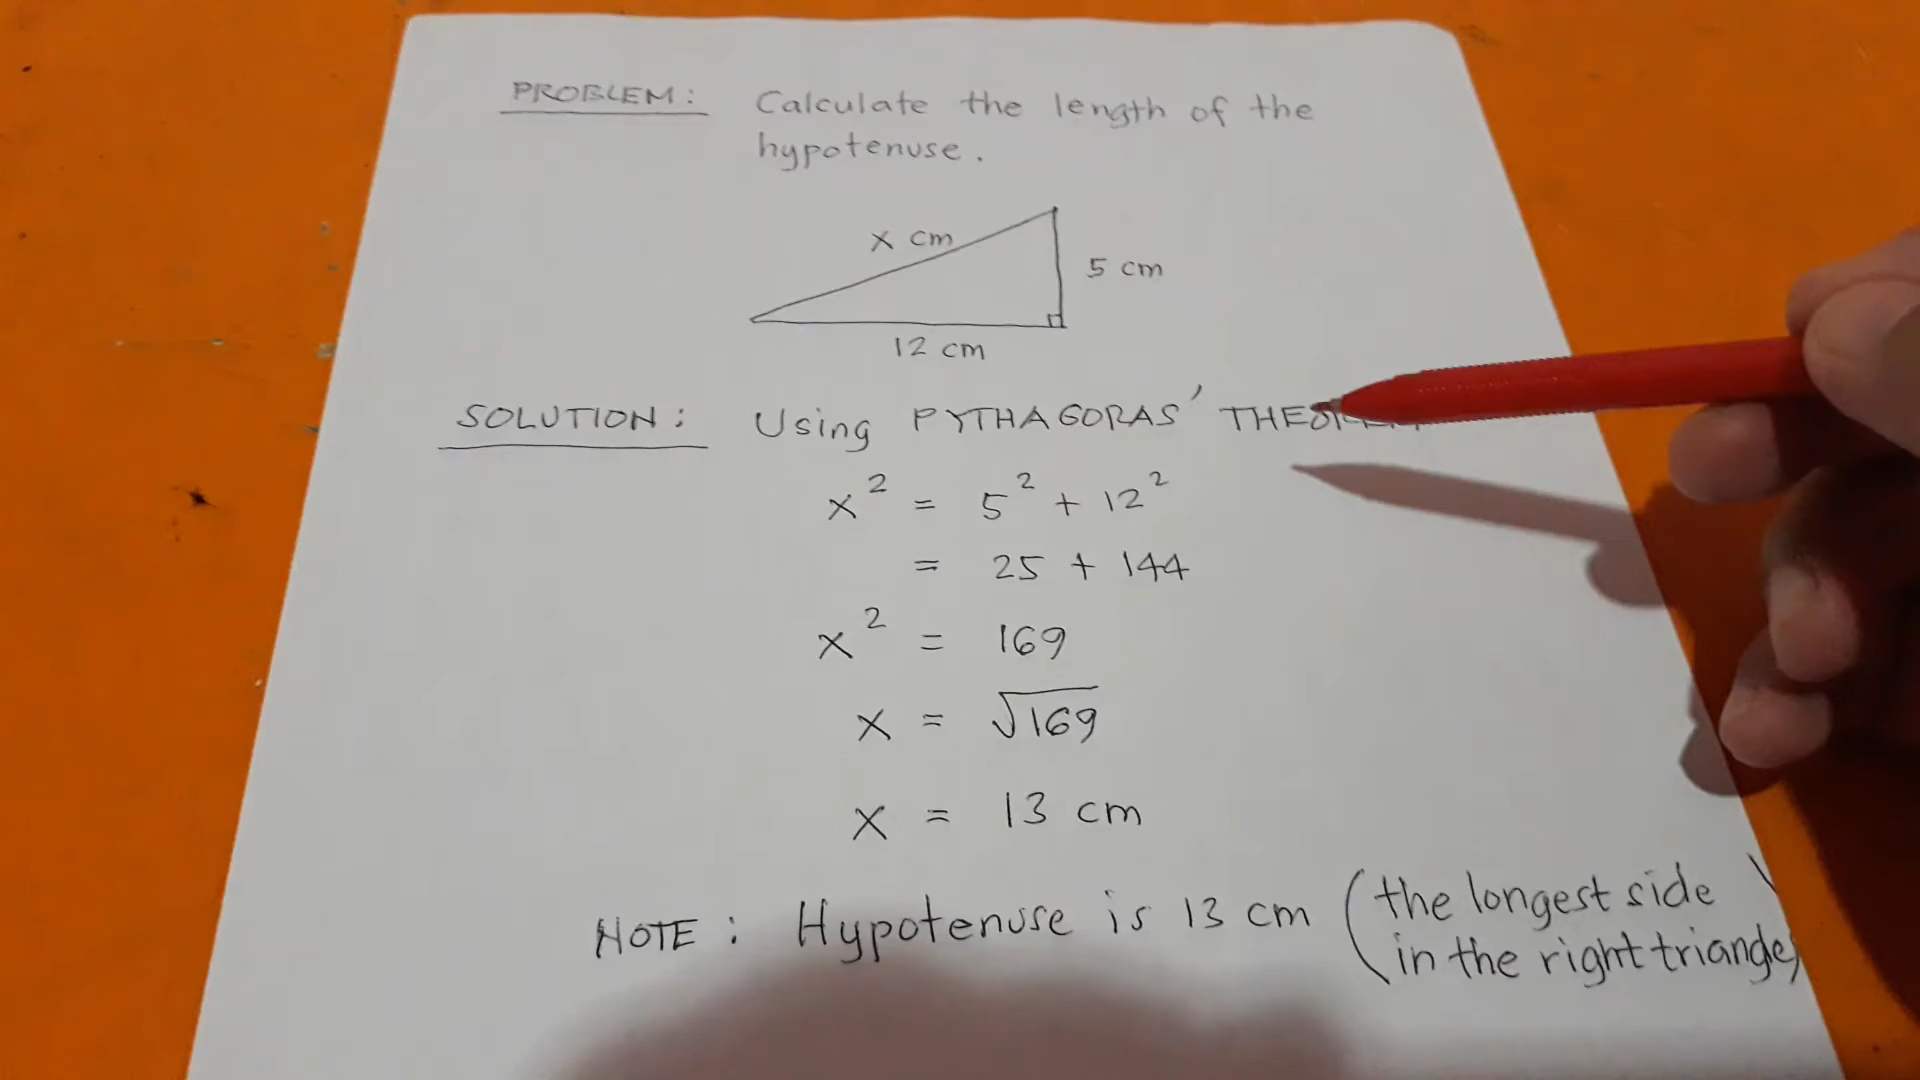 PROBLEM: Calculate the length of the
hypotenuse.
x cm
5 cm
12 cm
SOLUTION: Using PYTHAGORAS'
x² = 5² + 12²
= 25 + 144
x² = 169
x = √169
x = 13 cm
NOTE: Hypotenuse is 13 cm (the longest side
in the right triangle)